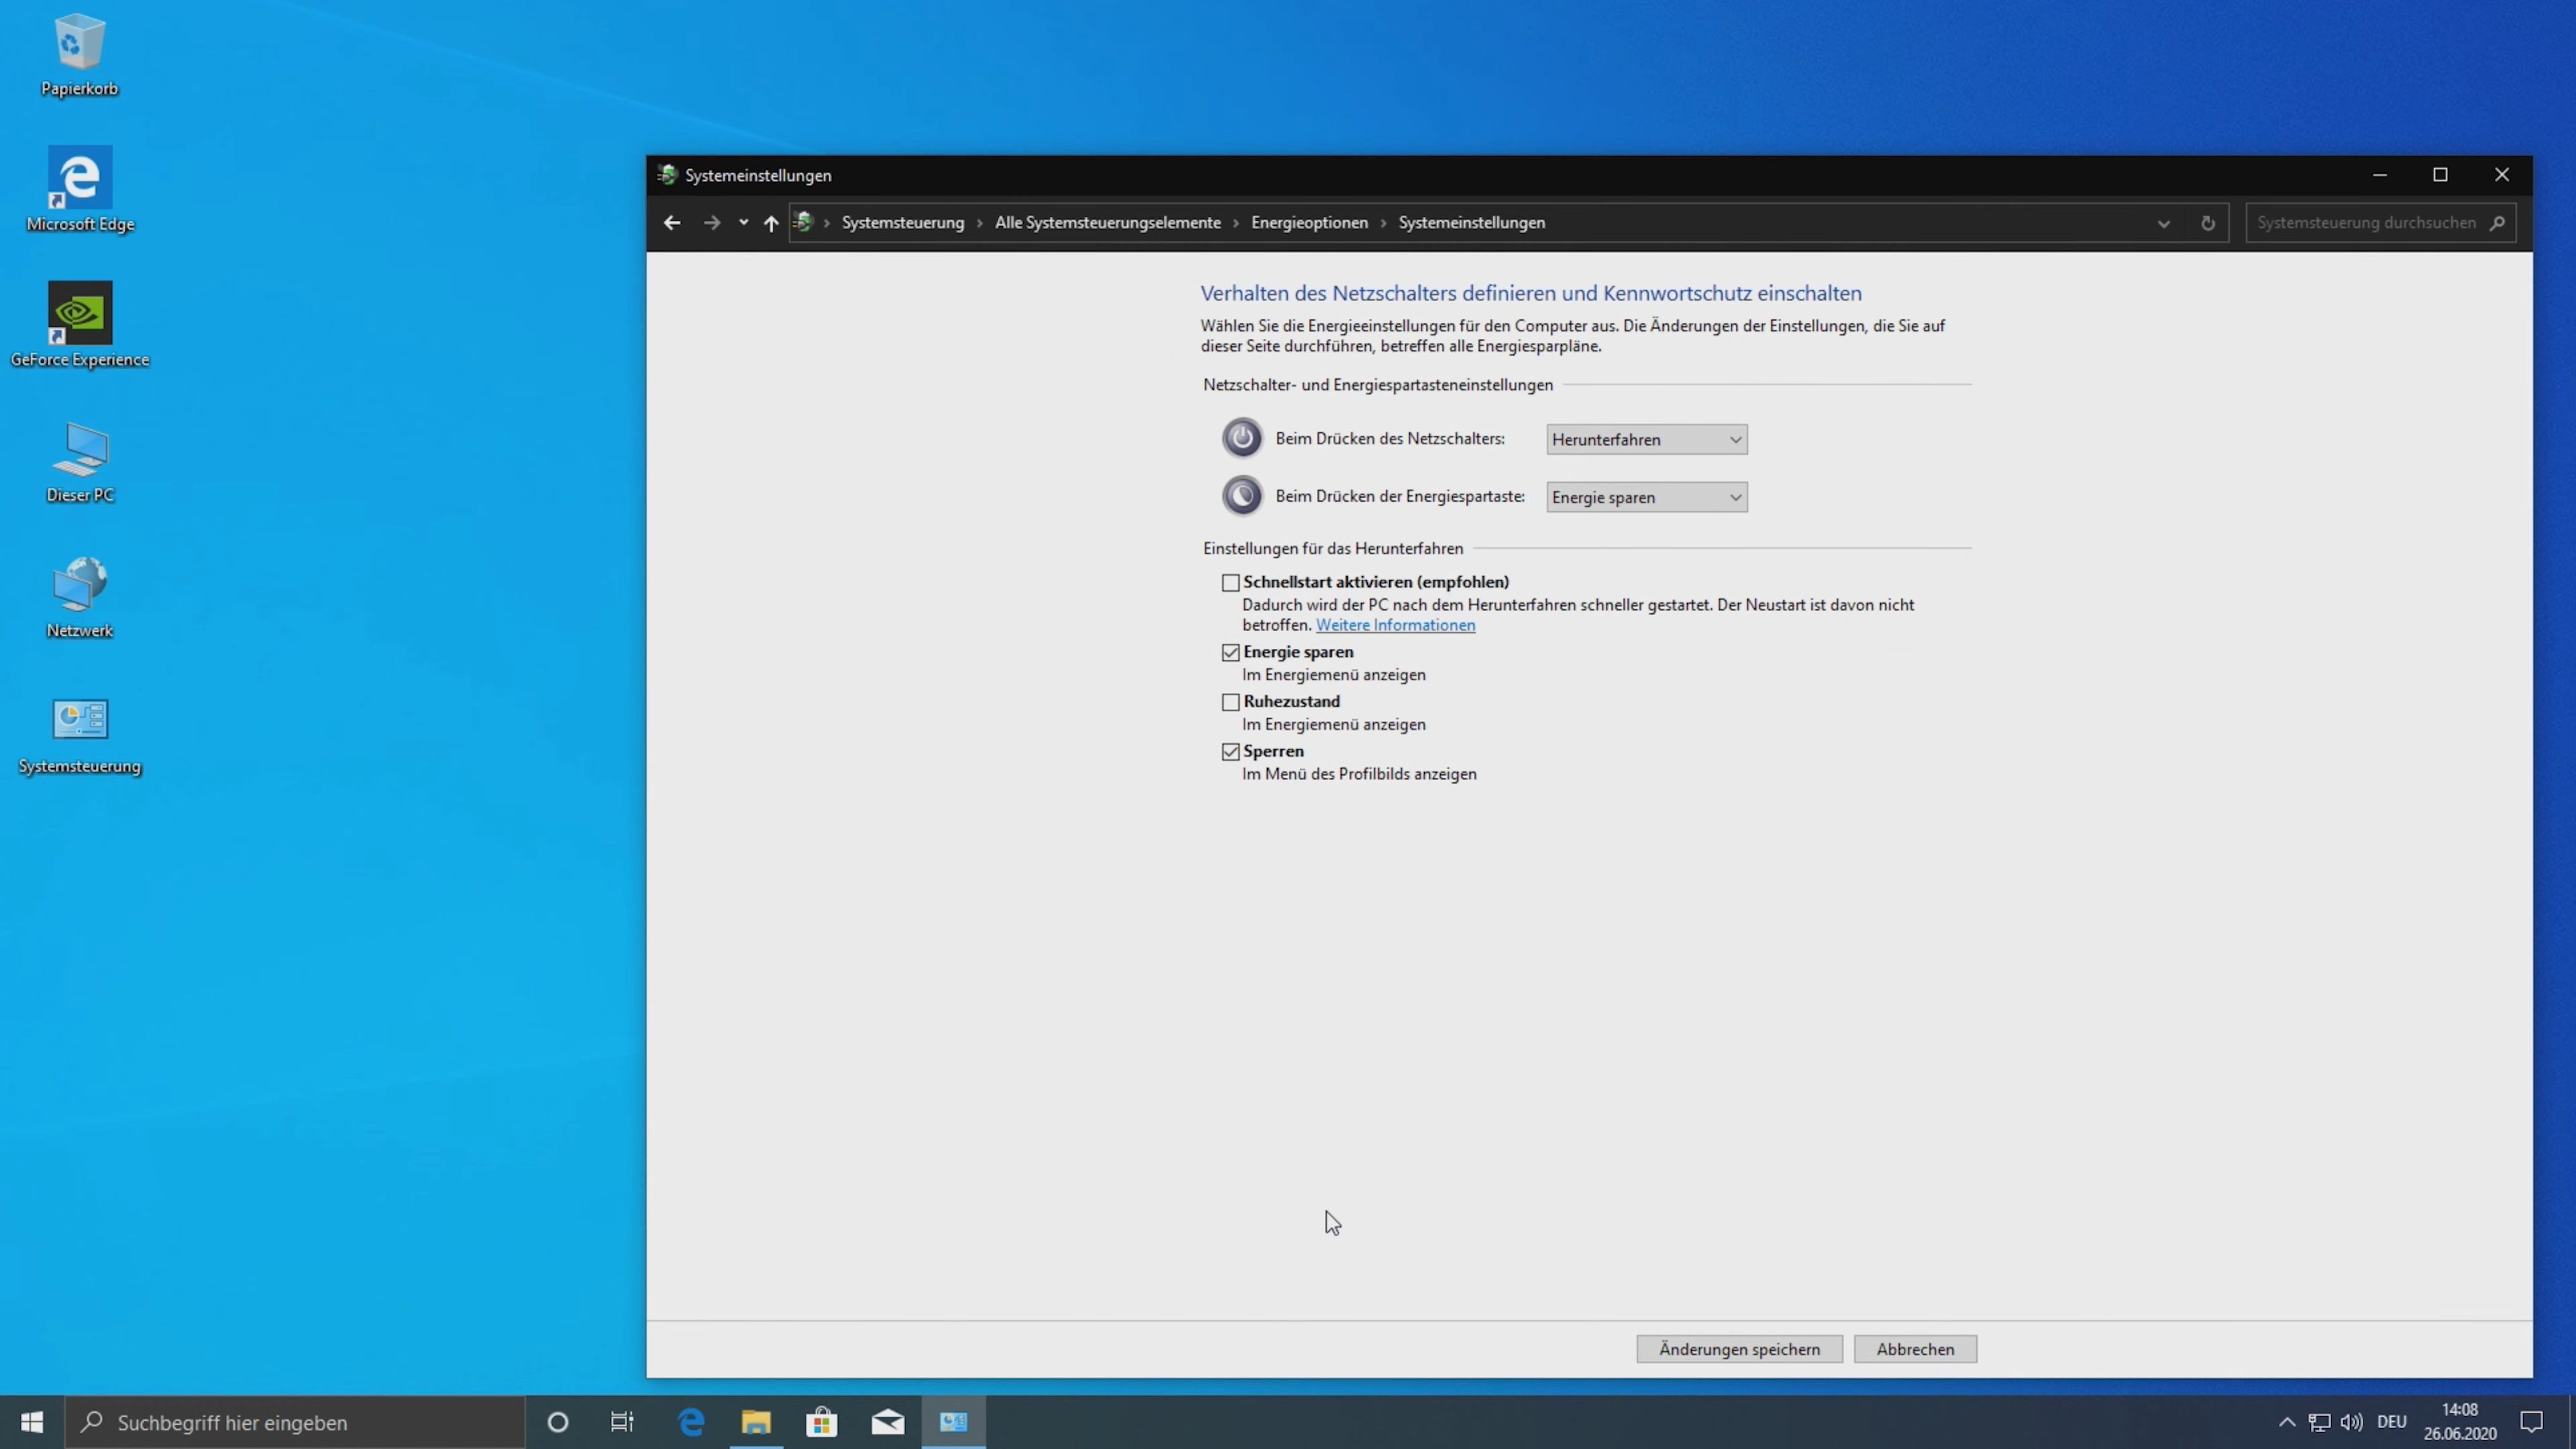 Papierkorb
Microsoft Edge
GeForce Experience
Dieser PC
Netzwerk
Systemsteuerung
Systemeinstellungen
Systemsteuerung › Alle Systemsteuerungselemente › Energieoptionen › Systemeinstellungen
Systemsteuerung durchsuchen
Verhalten des Netzschalters definieren und Kennwortschutz einschalten
Wählen Sie die Energieeinstellungen für den Computer aus. Die Änderungen der Einstellungen, die Sie auf
dieser Seite durchführen, betreffen alle Energiesparpläne.
Netzschalter- und Energiespartasteneinstellungen
Beim Drücken des Netzschalters: Herunterfahren
Beim Drücken der Energiespartaste: Energie sparen
Einstellungen für das Herunterfahren
Schnellstart aktivieren (empfohlen)
Dadurch wird der PC nach dem Herunterfahren schneller gestartet. Der Neustart ist davon nicht
betroffen. Weitere Informationen
Energie sparen
Im Energiemenü anzeigen
Ruhezustand
Im Energiemenü anzeigen
Sperren
Im Menü des Profilbilds anzeigen
Änderungen speichern Abbrechen
Suchbegriff hier eingeben
DEU
14:08
26.06.2020